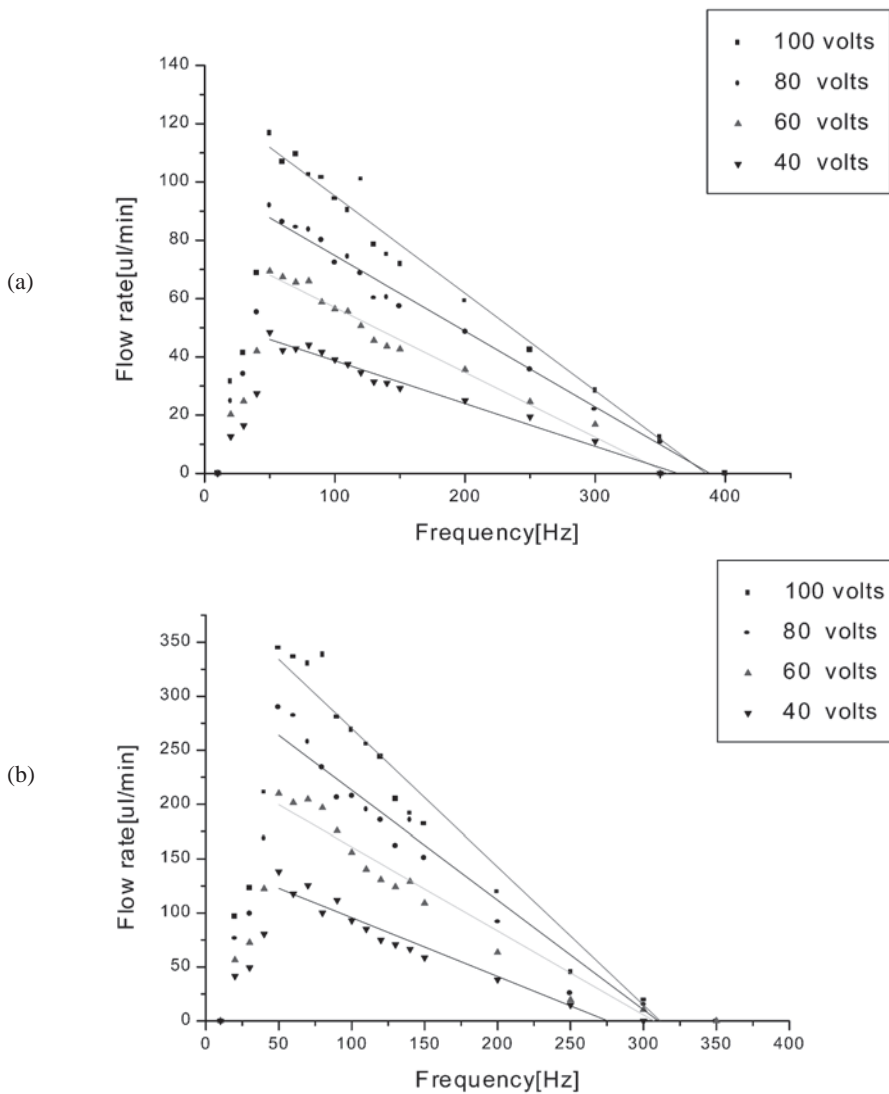 100 volts
80 volts
60 volts
40 volts
(a)
Flow rate[ul/min]
140
120
100
80
60
40
20
0
0 100 200 300 400
Frequency[Hz]
100 volts
80 volts
60 volts
40 volts
(b)
Flow rate[ul/min]
350
300
250
200
150
100
50
0
0 50 100 150 200 250 300 350 400
Frequency[Hz]